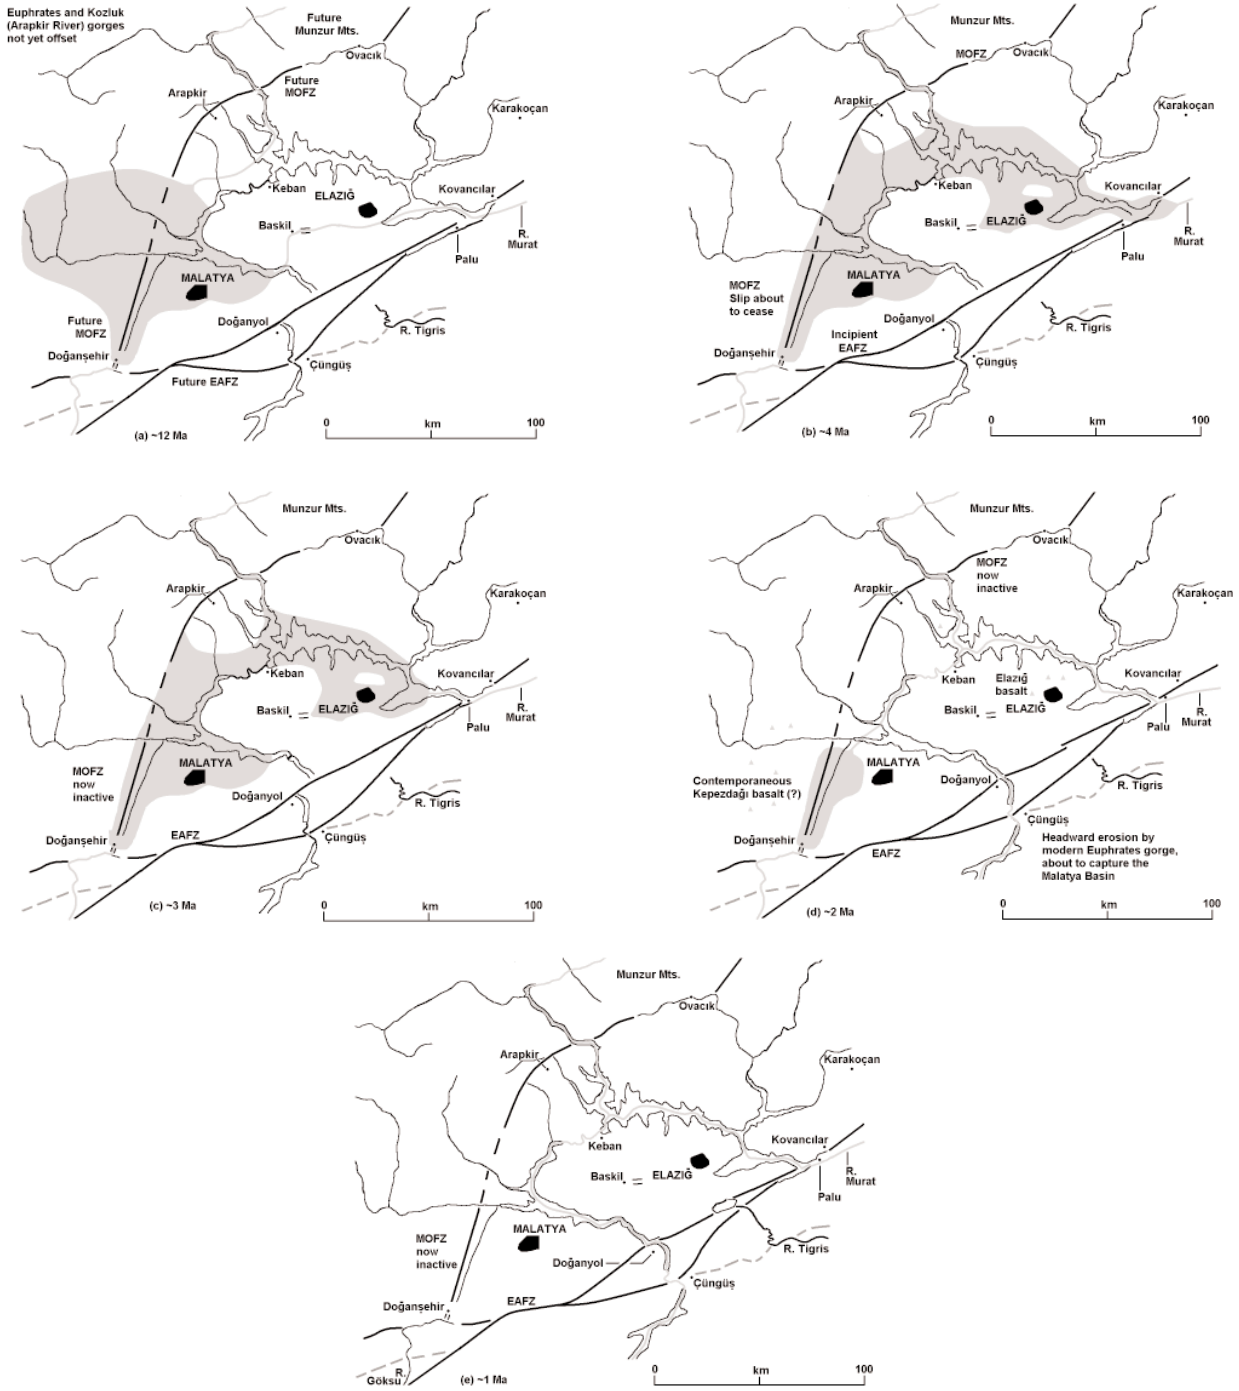 Euphrates and Kozluk
(Arapkir River) gorges
not yet offset
Future
Munzur Mts.
Ovacık
Future
MOFZ
Arapkir
Karakoçan
Keban
ELAZIĞ
Kovancılar
Baskil
R.
Murat
Palu
MALATYA
Future
MOFZ
Doğanyol
R. Tigris
Doğanşehir
Çüngüş
Future EAFZ
0
km
100
(a) ~12 Ma
Munzur Mts.
MOFZ
Ovacık
Arapkir
Karakoçan
Keban
Kovancılar
Baskil
ELAZIĞ
R.
Murat
Palu
MALATYA
MOFZ
Slip about
to cease
Doğanyol
R. Tigris
Incipient
EAFZ
Doğanşehir
Çüngüş
0
km
100
(b) ~4 Ma
Munzur Mts.
Ovacık
Arapkir
Karakoçan
Keban
Kovancılar
Baskil
ELAZIĞ
R.
Murat
Palu
MALATYA
MOFZ
now
inactive
Doğanyol
R. Tigris
Doğanşehir
EAFZ
Çüngüş
(c) ~3 Ma
0
km
100
Munzur Mts.
Ovacık
MOFZ
now
inactive
Arapkir
Karakoçan
Keban
Elazığ
basalt
Kovancılar
Baskil
ELAZIĞ
R.
Murat
Palu
MALATYA
Contemporaneous
Kepezdağı basalt (?)
Doğanyol
R. Tigris
Çüngüş
Doğanşehir
EAFZ
Headward erosion by
modern Euphrates gorge,
about to capture the
Malatya Basin
(d) ~2 Ma
0
km
100
Munzur Mts.
Ovacık
Arapkir
Karakoçan
Keban
Kovancılar
Baskil
ELAZIĞ
R.
Murat
Palu
MALATYA
MOFZ
now
inactive
Doğanyol
R. Tigris
Çüngüş
Doğanşehir
EAFZ
R.
Göksu
(e) ~1 Ma
0
km
100